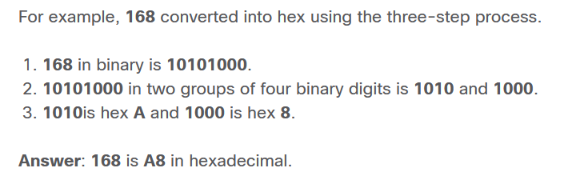 For example, 168 converted into hex using the three-step process.
1. 168 in binary is 10101000.
2. 10101000 in two groups of four binary digits is 1010 and 1000.
3. 1010is hex A and 1000 is hex 8.
Answer: 168 is A8 in hexadecimal.